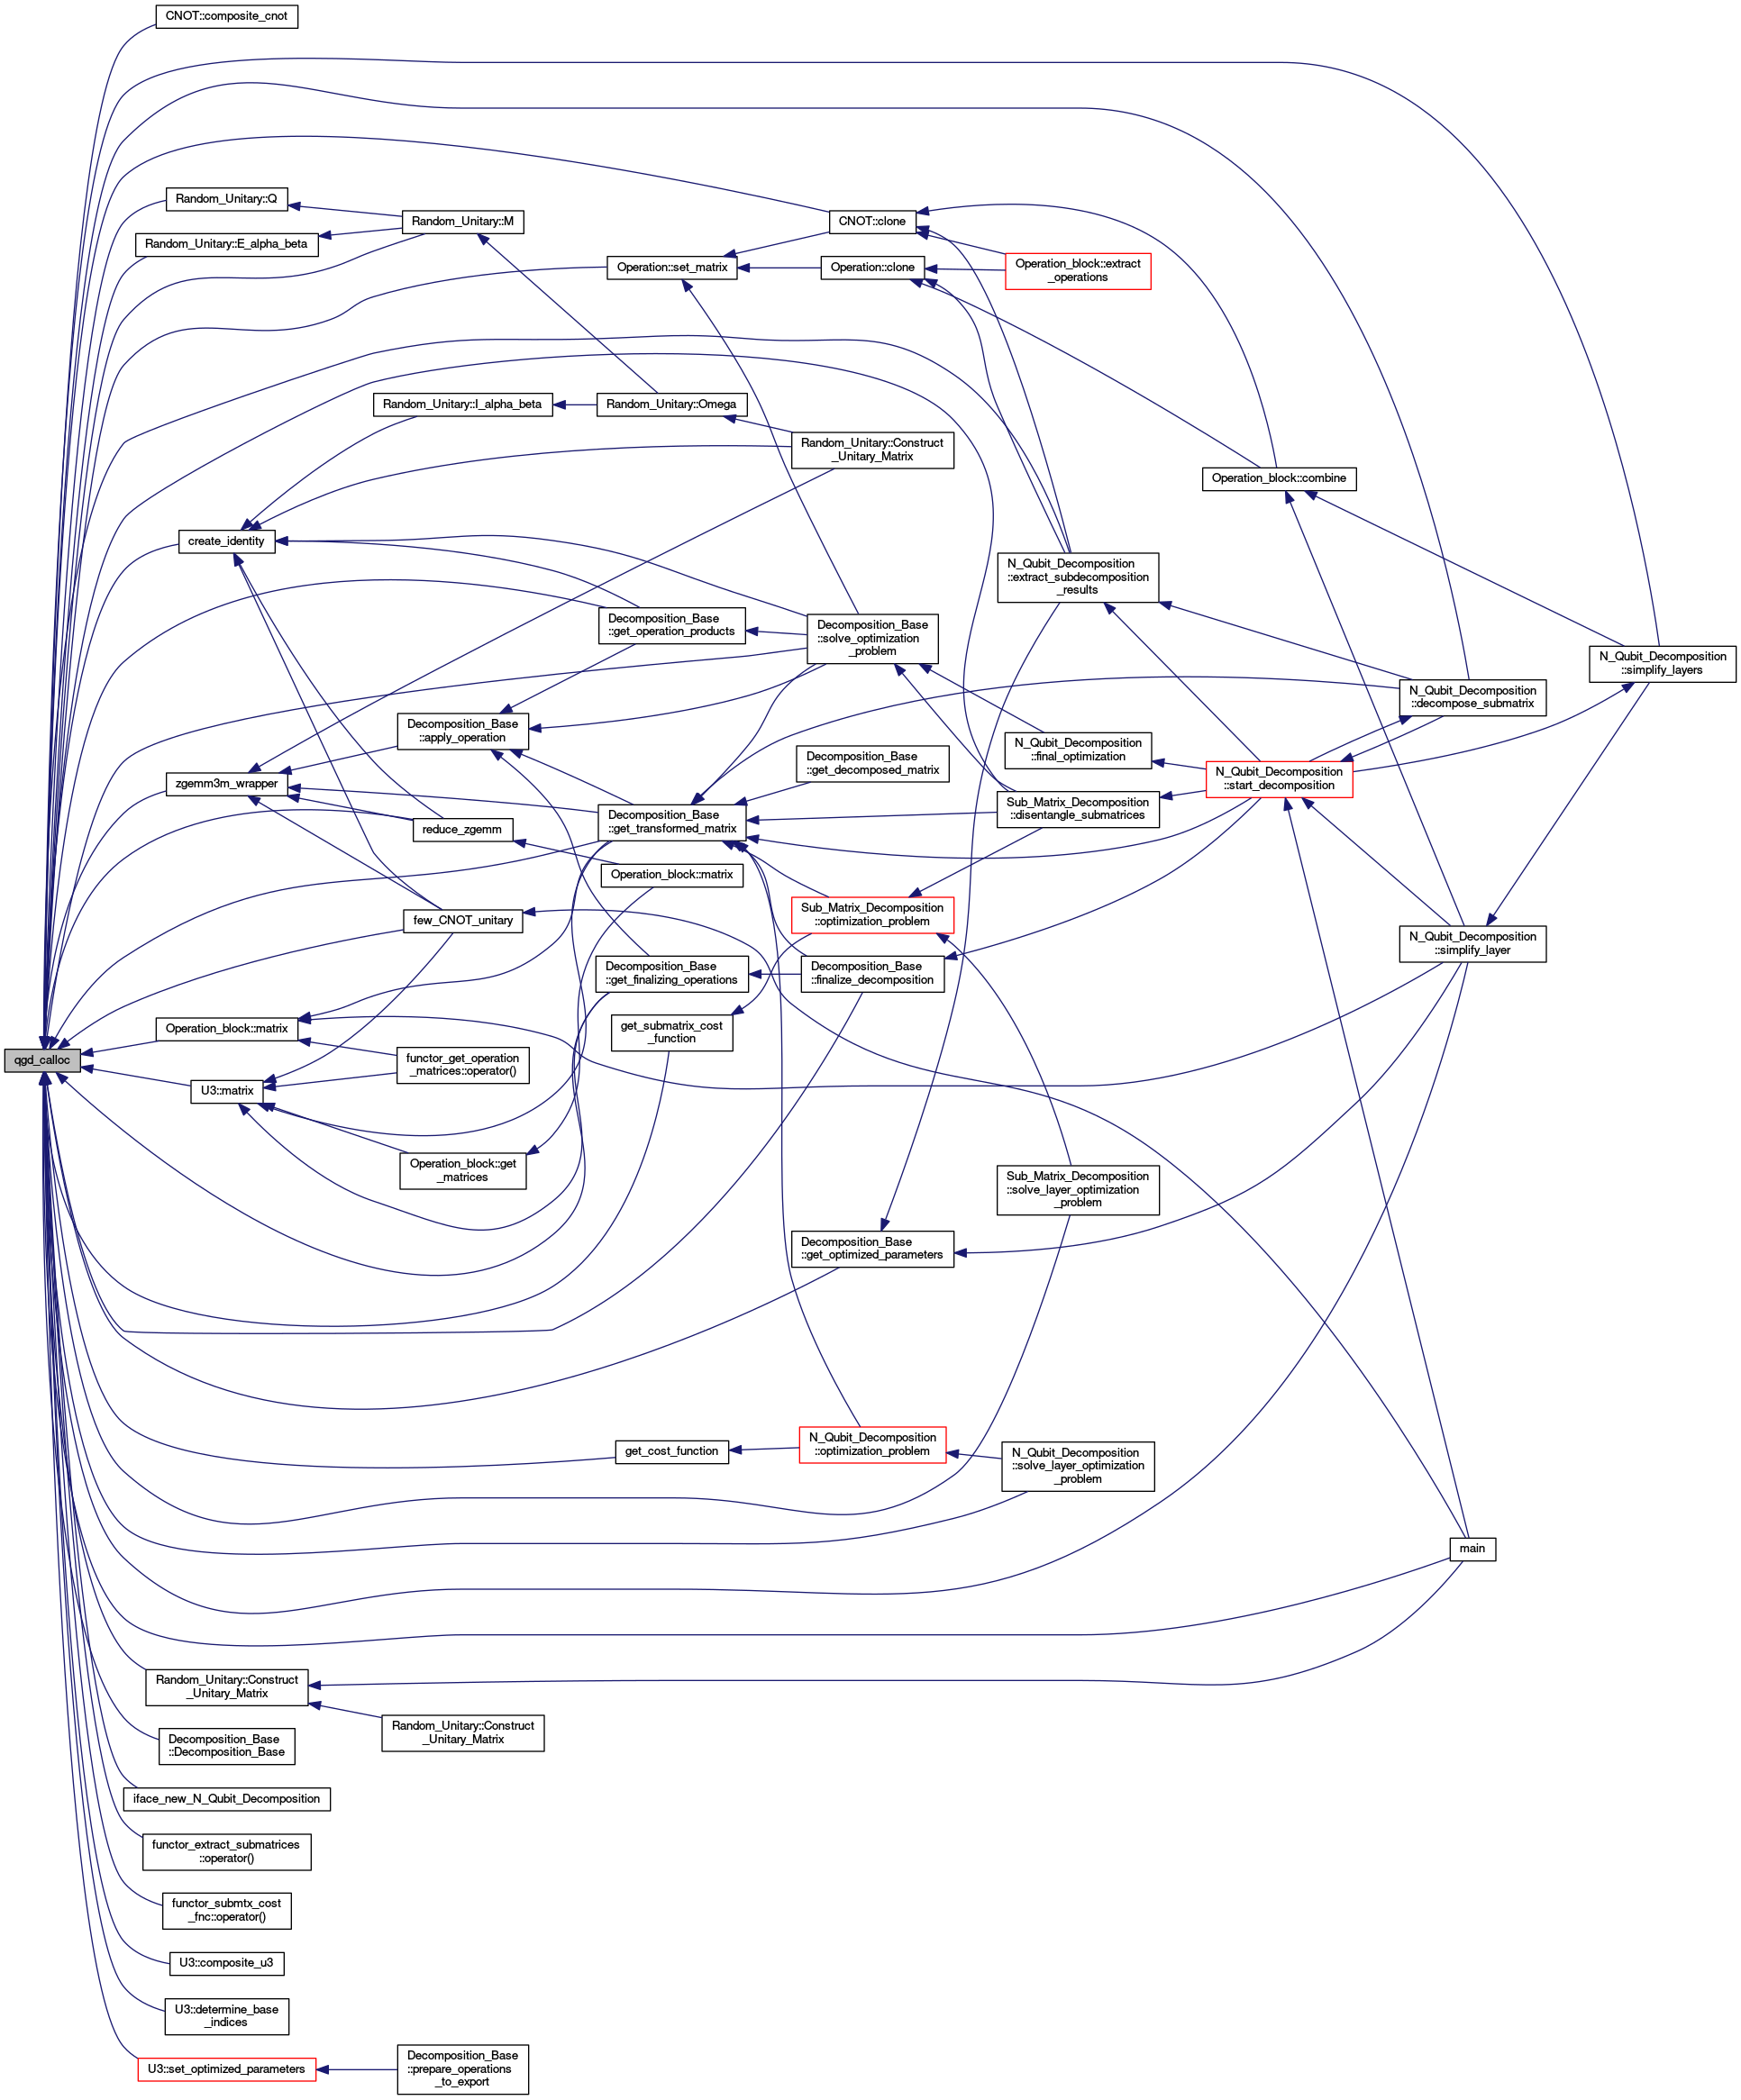 CNOT::composite_cnot
Random_Unitary::Q
Random_Unitary::M
CNOT::clone
Random_Unitary::E_alpha_beta
Operation::set_matrix
Operation::clone
Operation_block::extract
_operations
Random_Unitary::I_alpha_beta
Random_Unitary::Omega
Random_Unitary::Construct
_Unitary_Matrix
Operation_block::combine
create_identity
N_Qubit_Decomposition
::extract_subdecomposition
_results
Decomposition_Base
::get_operation_products
Decomposition_Base
::solve_optimization
_problem
N_Qubit_Decomposition
::simplify_layers
N_Qubit_Decomposition
::decompose_submatrix
Decomposition_Base
::apply_operation
N_Qubit_Decomposition
::final_optimization
Decomposition_Base
::get_decomposed_matrix
N_Qubit_Decomposition
::start_decomposition
zgemm3m_wrapper
Sub_Matrix_Decomposition
::disentangle_submatrices
Decomposition_Base
::get_transformed_matrix
reduce_zgemm
Operation_block::matrix
few_CNOT_unitary
Sub_Matrix_Decomposition
::optimization_problem
N_Qubit_Decomposition
::simplify_layer
Decomposition_Base
::get_finalizing_operations
Decomposition_Base
::finalize_decomposition
Operation_block::matrix
get_submatrix_cost
_function
qgd_calloc
functor_get_operation
_matrices::operator()
U3::matrix
Operation_block::get
_matrices
Sub_Matrix_Decomposition
::solve_layer_optimization
_problem
Decomposition_Base
::get_optimized_parameters
get_cost_function
N_Qubit_Decomposition
::optimization_problem
N_Qubit_Decomposition
::solve_layer_optimization
_problem
main
Random_Unitary::Construct
_Unitary_Matrix
Random_Unitary::Construct
_Unitary_Matrix
Decomposition_Base
::Decomposition_Base
iface_new_N_Qubit_Decomposition
functor_extract_submatrices
::operator()
functor_submtx_cost
_fnc::operator()
U3::composite_u3
U3::determine_base
_indices
U3::set_optimized_parameters
Decomposition_Base
::prepare_operations
_to_export